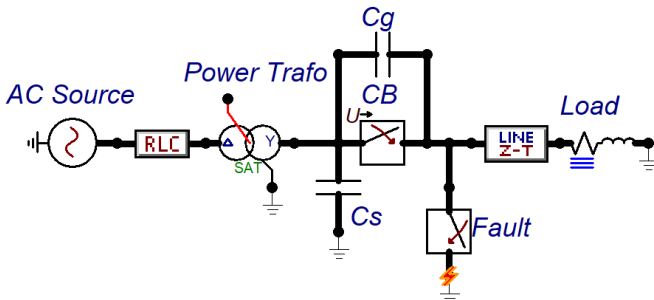 Cg
Power Trafo
AC Source
CB
U
Load
RLC
Δ
Y
SAT
LINE
Z-T
Cs
Fault